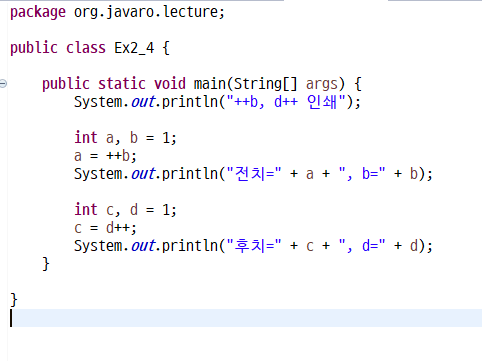 package org.javaro.lecture;
public class Ex2_4 {
public static void main(String[] args) {
System.out.println("++b, d++ 인쇄");
int a, b = 1;
a = ++b;
System.out.println("전치=" + a + ", b=" + b);
int c, d = 1;
c = d++;
System.out.println("후치=" + c + ", d=" + d);
}
}